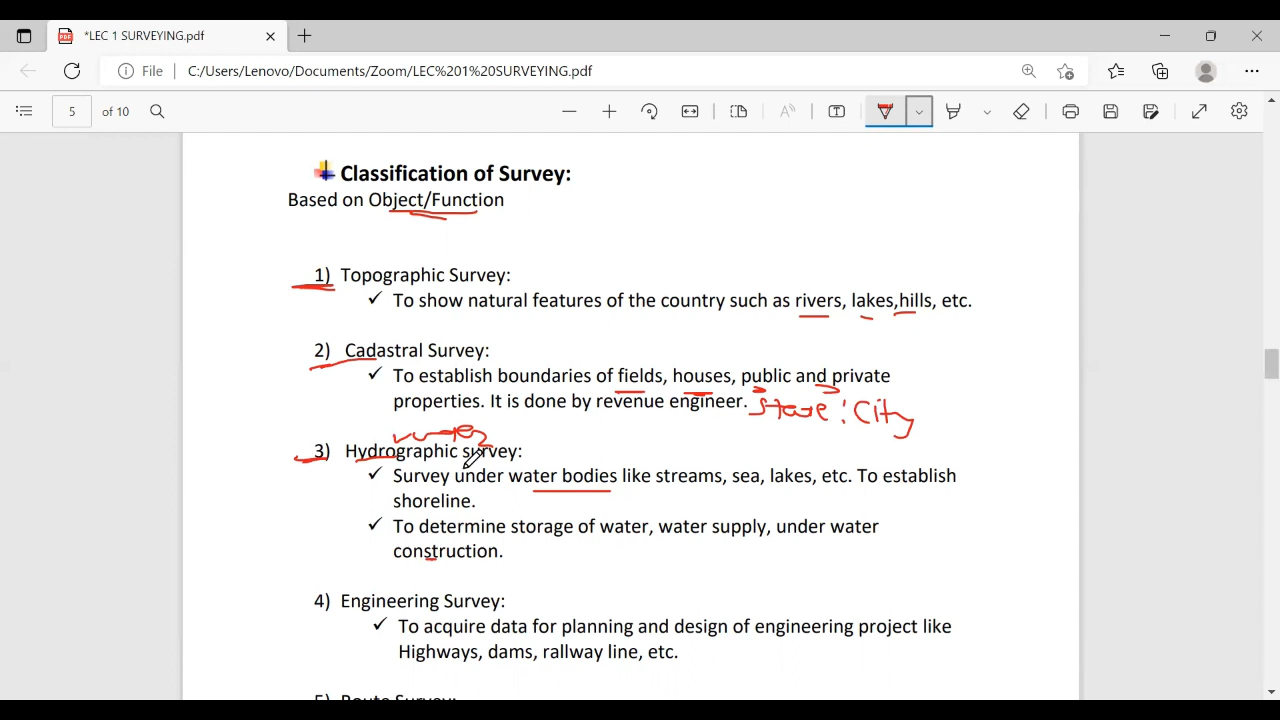 *LEC 1 SURVEYING.pdf
File C:/Users/Lenovo/Documents/Zoom/LEC%201%20SURVEYING.pdf
5 of 10
Classification of Survey:
Based on Object/Function
1) Topographic Survey:
✓ To show natural features of the country such as rivers, lakes,hills, etc.
2) Cadastral Survey:
✓ To establish boundaries of fields, houses, public and private
properties. It is done by revenue engineer. : City
3) Hydrographic survey:
✓ Survey under water bodies like streams, sea, lakes, etc. To establish
shoreline.
✓ To determine storage of water, water supply, under water
construction.
4) Engineering Survey:
✓ To acquire data for planning and design of engineering project like
Highways, dams, rallway line, etc.
5) Route Survey: